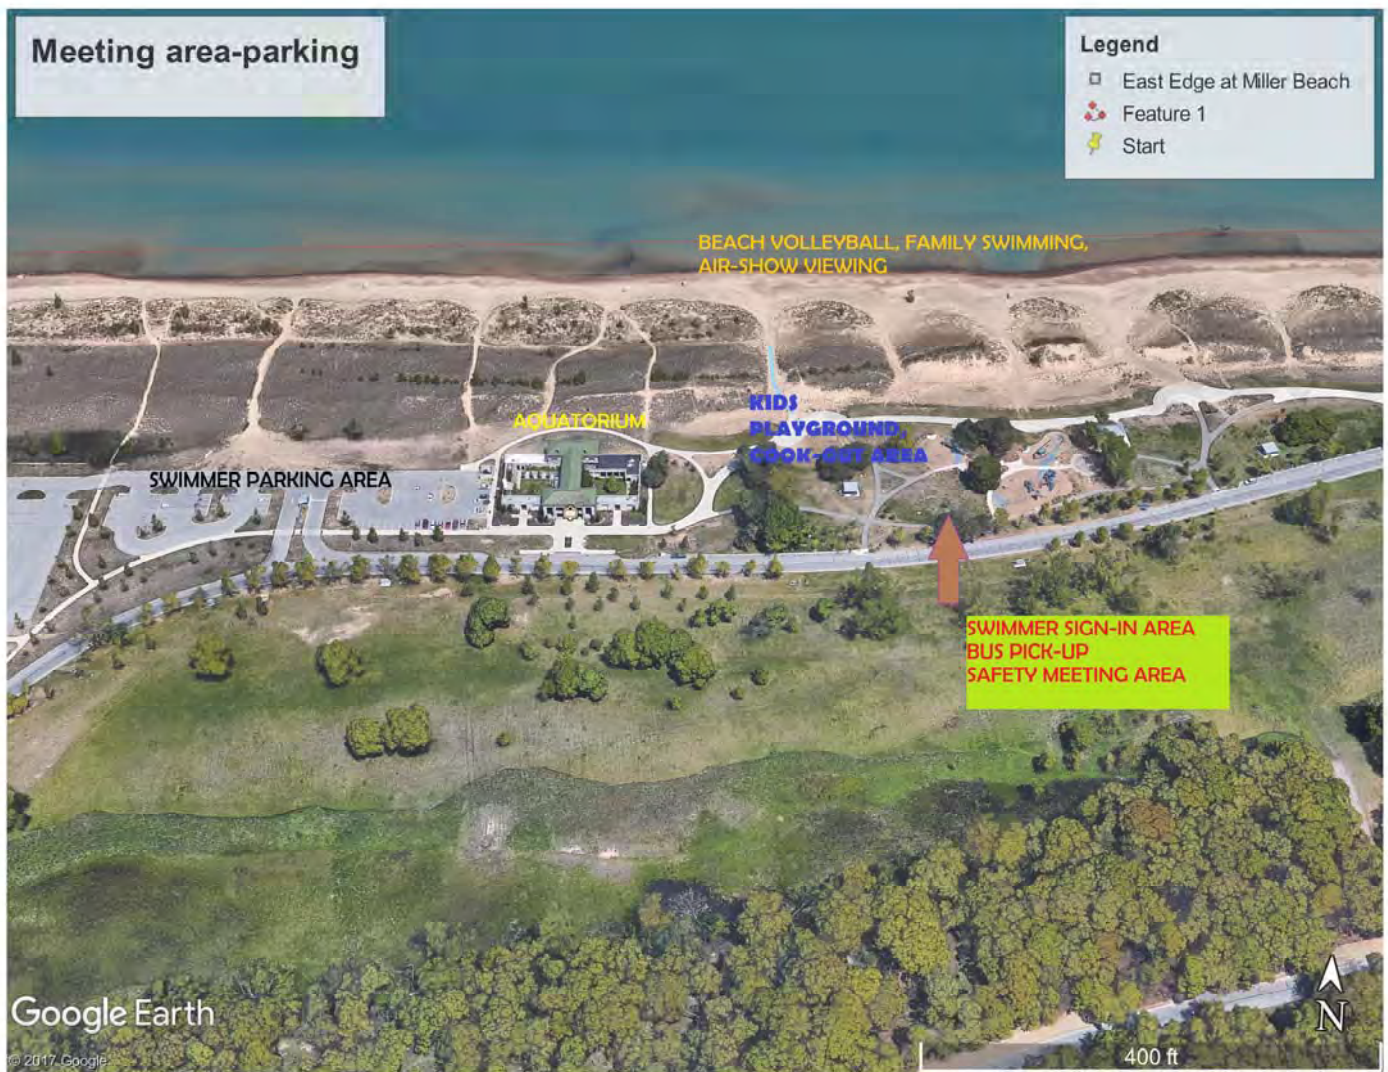 Meeting area-parking
Legend
East Edge at Miller Beach
Feature 1
Start
BEACH VOLLEYBALL, FAMILY SWIMMING,
AIR-SHOW VIEWING
KIDS
PLAYGROUND,
COOK-OUT AREA
AQUATORIUM
SWIMMER PARKING AREA
SWIMMER SIGN-IN AREA
BUS PICK-UP
SAFETY MEETING AREA
Google Earth
© 2017 Google
N
400 ft